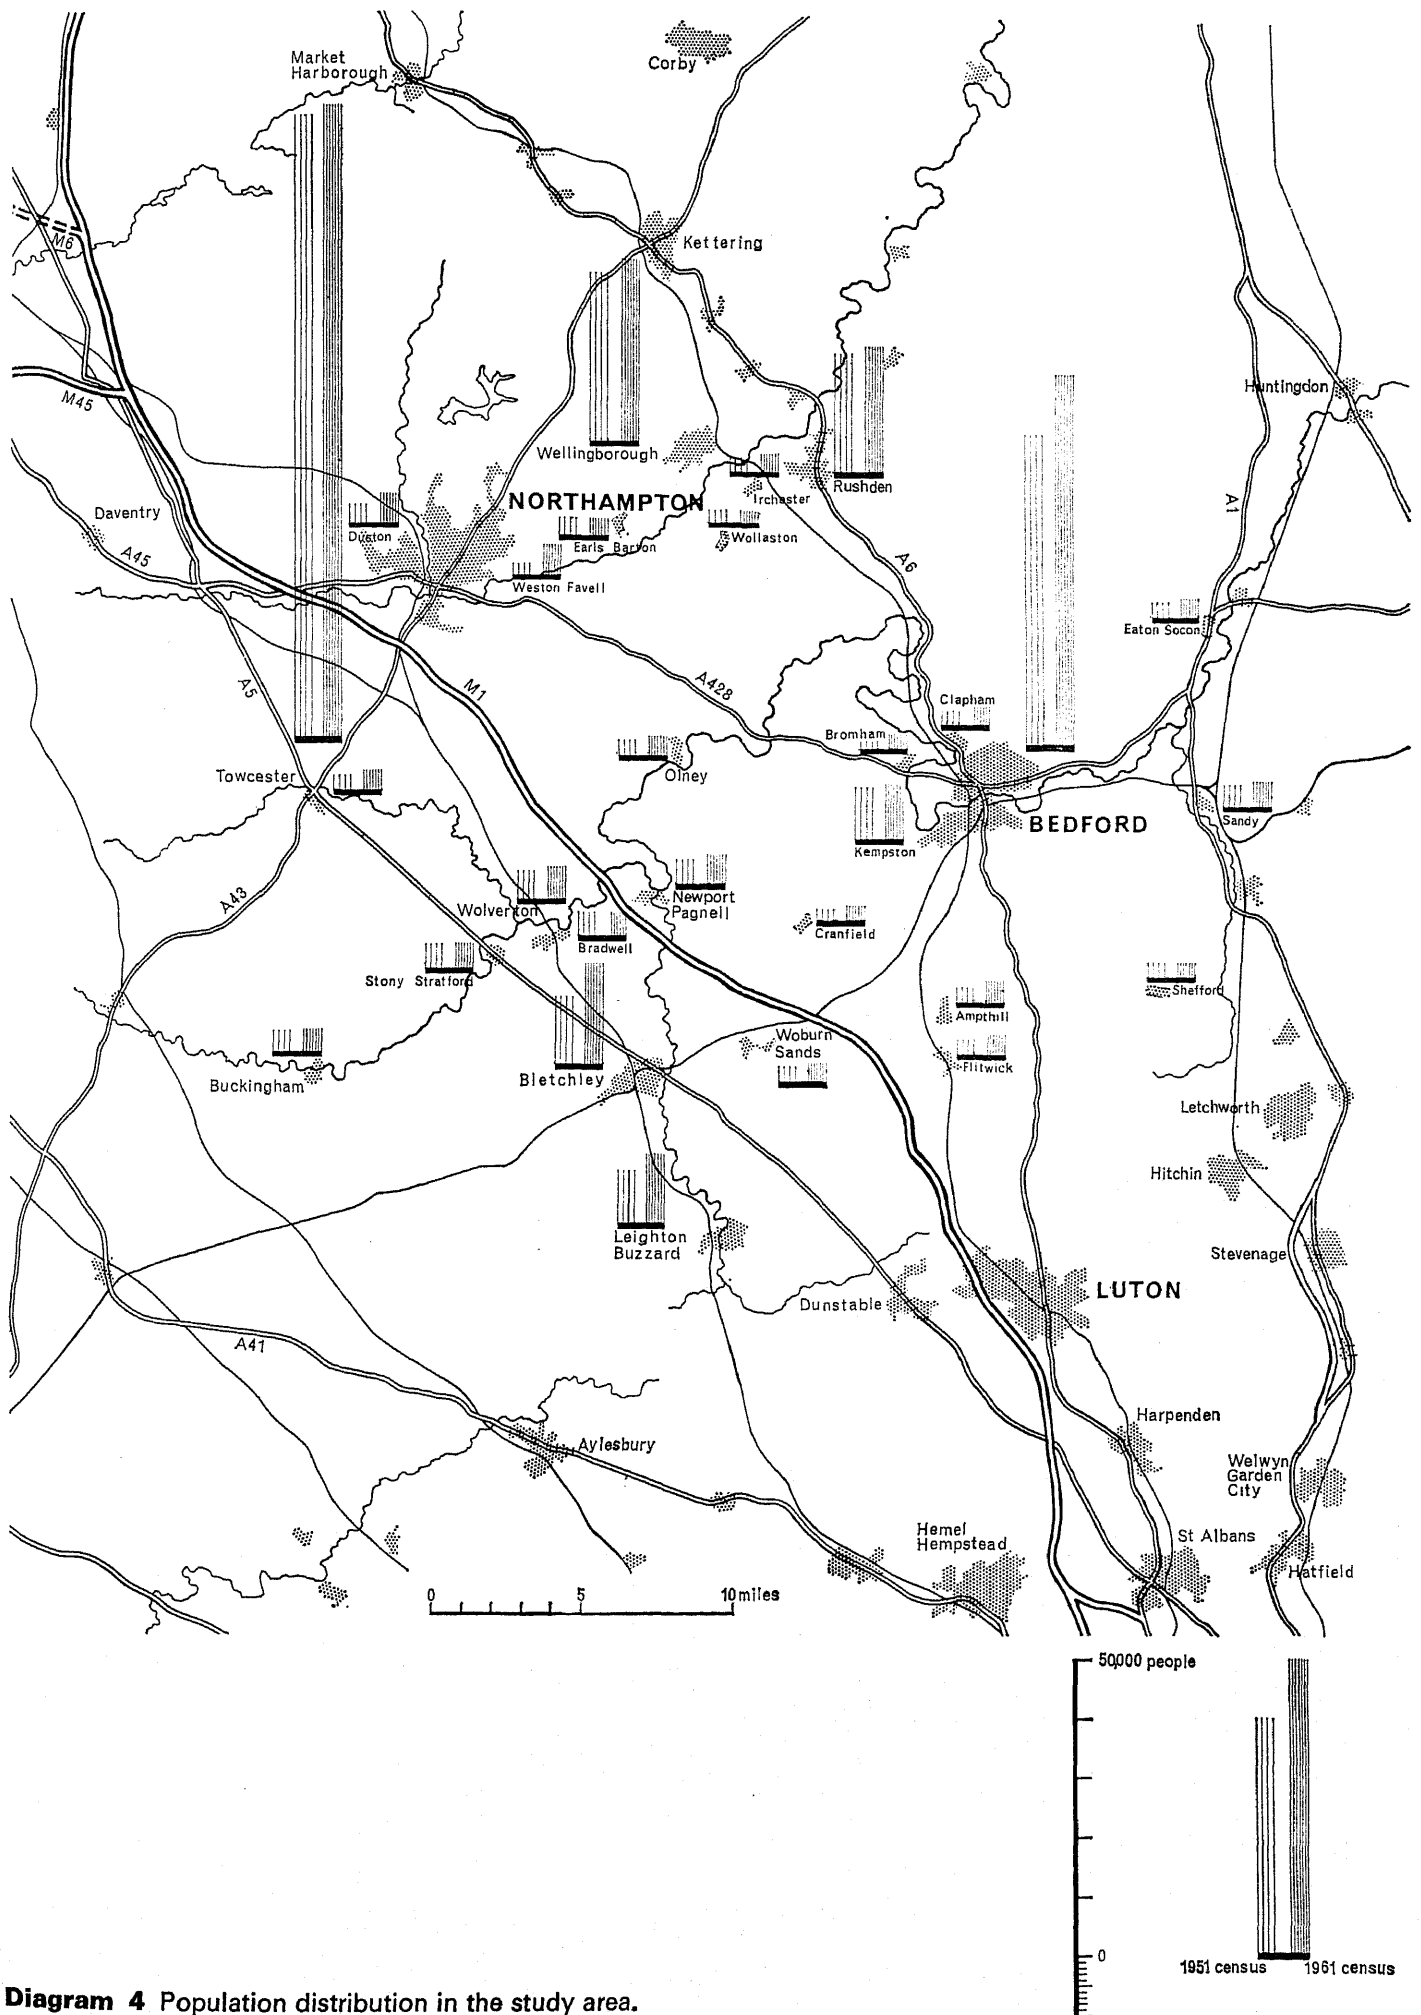 Market
Harborough
Corby
M6
Kettering
M45
Huntingdon
Wellingborough
Irchester
Rushden
NORTHAMPTON
A1
Daventry
Duston
Earls Barton
Wollaston
A45
Weston Favell
A6
Eaton Socon
A5
M1
A428
Clapham
Bromham
Towcester
Olney
Sandy
BEDFORD
Kempston
A43
Newport
Pagnell
Wolverton
Cranfield
Bradwell
Stony Stratford
Shefford
Ampthill
Woburn
Sands
Flitwick
Bletchley
Buckingham
Letchworth
Hitchin
Leighton
Buzzard
Stevenage
LUTON
Dunstable
A41
Harpenden
Aylesbury
Welwyn
Garden
City
Hemel
Hempstead
St Albans
Hatfield
0 5 10 miles
50,000 people
0
1951 census 1961 census
Diagram 4 Population distribution in the study area.